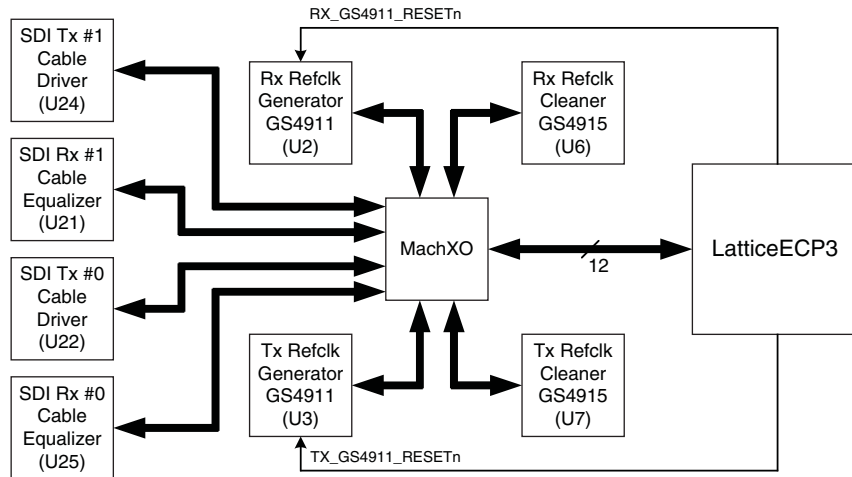 RX_GS4911_RESETn
SDI Tx #1
Cable
Driver
(U24)
Rx Refclk
Generator
GS4911
(U2)
Rx Refclk
Cleaner
GS4915
(U6)
SDI Rx #1
Cable
Equalizer
(U21)
MachXO
12
LatticeECP3
SDI Tx #0
Cable
Driver
(U22)
Tx Refclk
Generator
GS4911
(U3)
Tx Refclk
Cleaner
GS4915
(U7)
SDI Rx #0
Cable
Equalizer
(U25)
TX_GS4911_RESETn